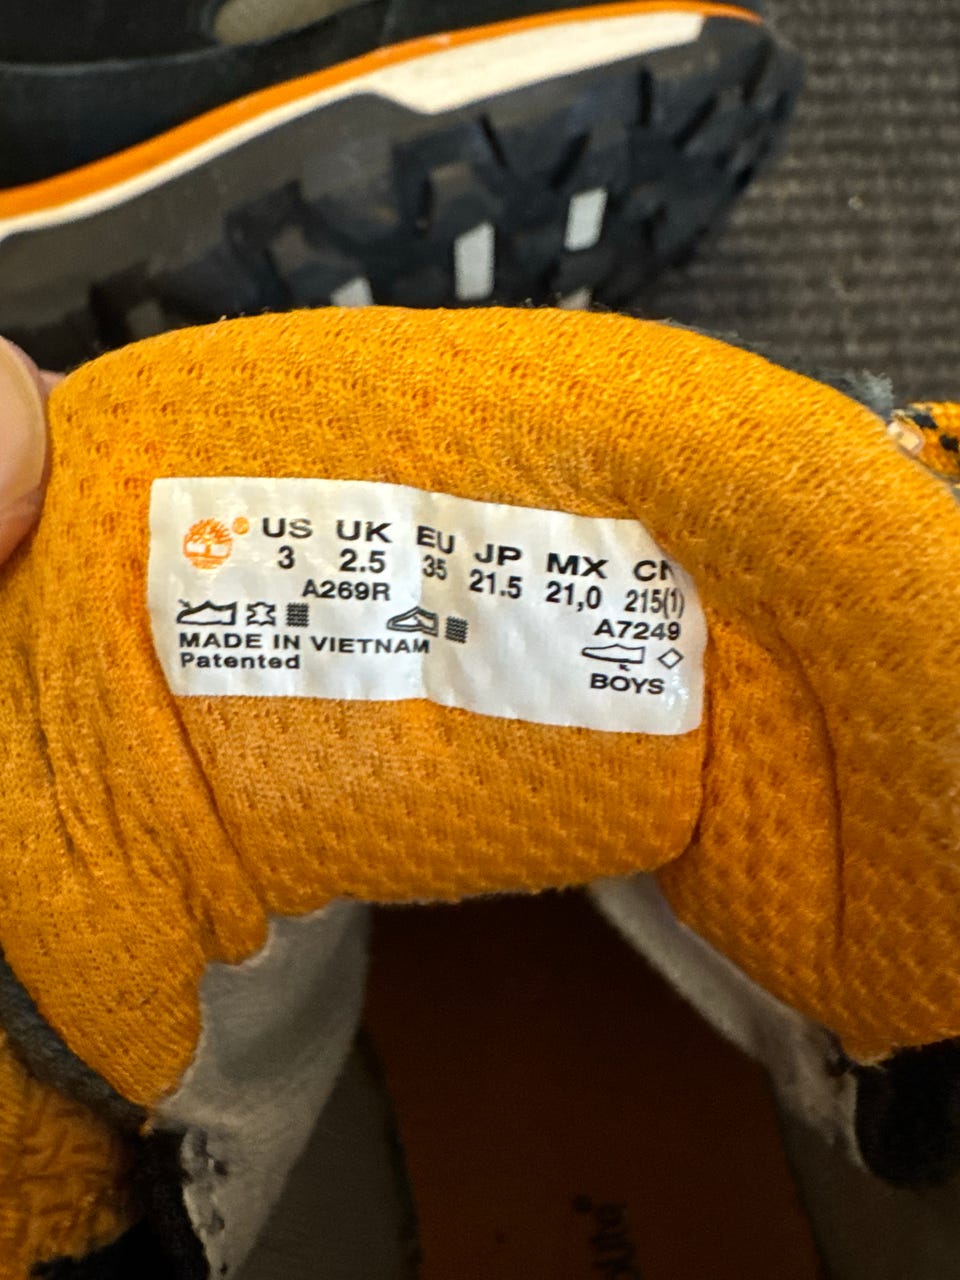 ® US UK EU JP MX CN
3 2.5 35 21.5 21,0 215(1)
A269R A7249
MADE IN VIETNAM
Patented
BOYS